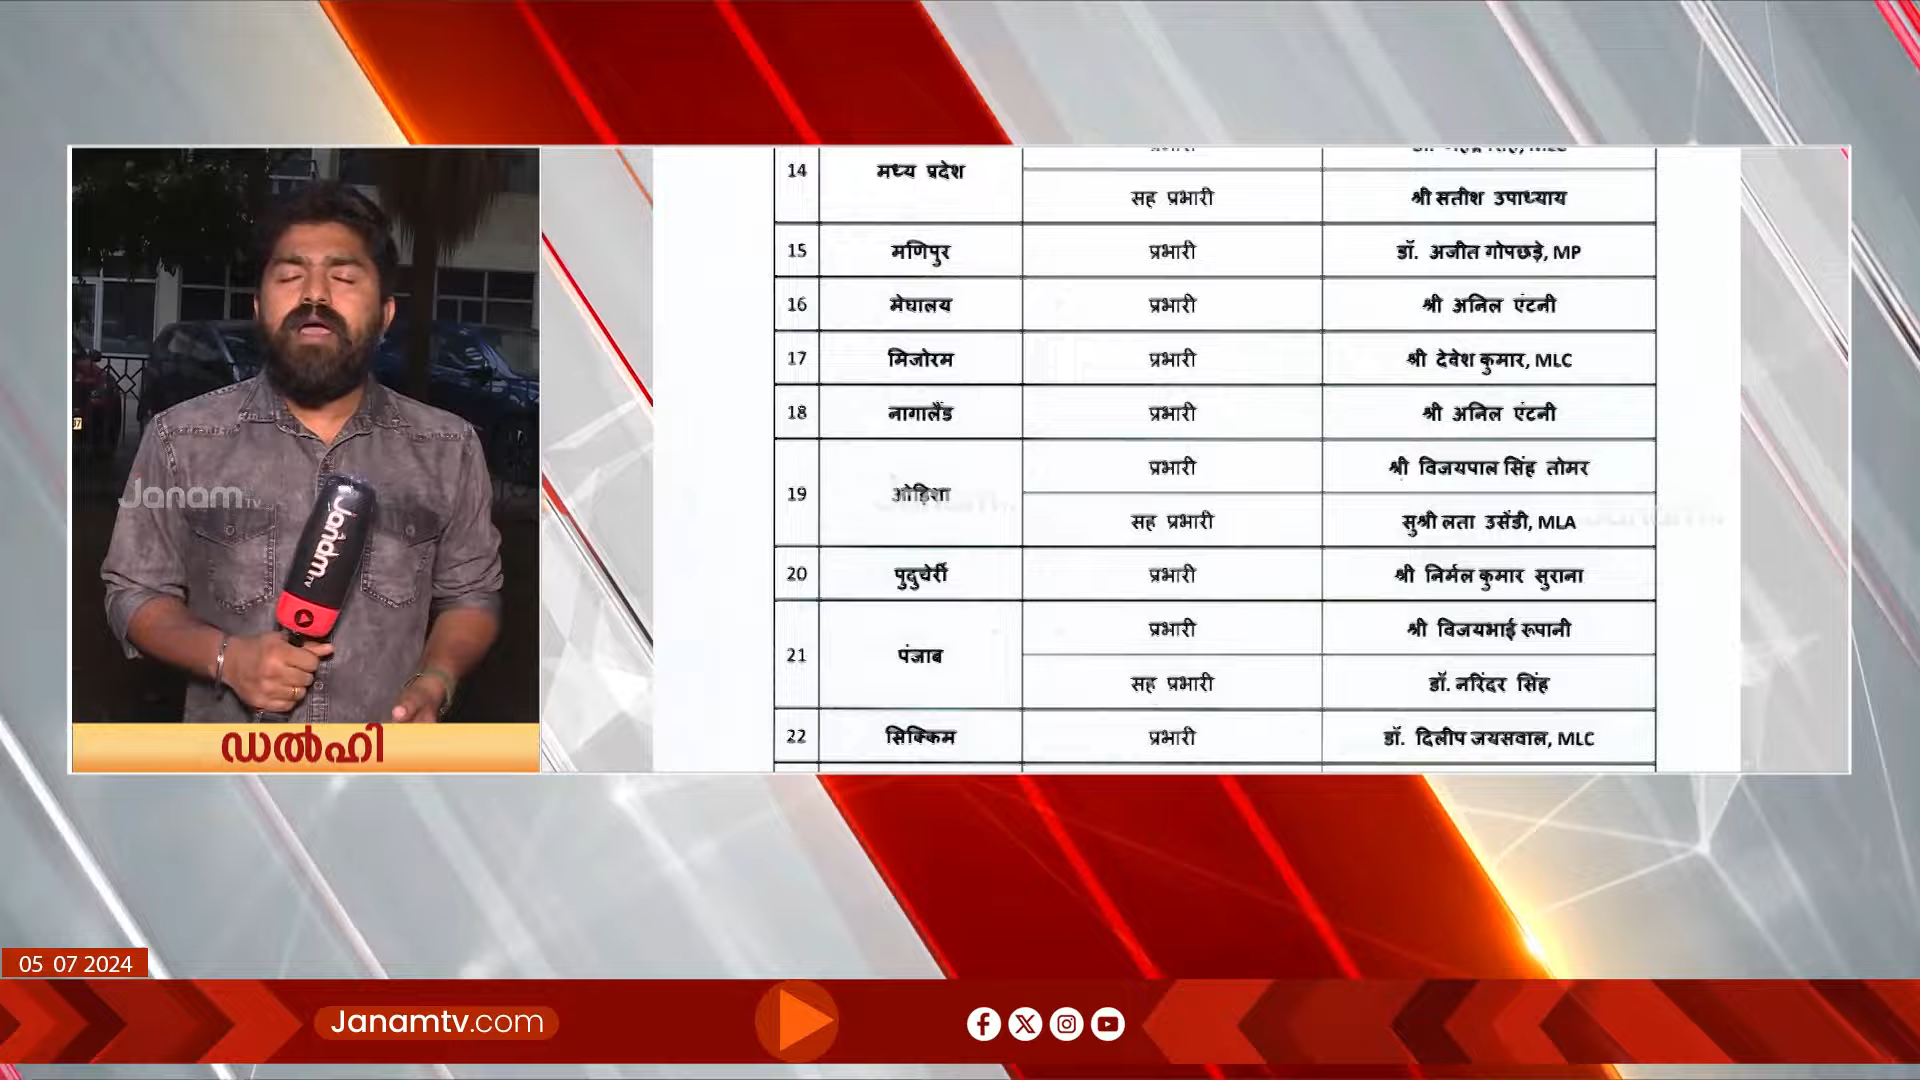 14 मध्य प्रदेश
सह प्रभारी श्री सतीश उपाध्याय
15 मणिपुर प्रभारी डॉ. अजीत गोपछड़े, MP
16 मेघालय प्रभारी श्री अनिल एंटनी
17 मिजोरम प्रभारी श्री देवेश कुमार, MLC
18 नागालैंड प्रभारी श्री अनिल एंटनी
19 ओड़िशा प्रभारी श्री विजयपाल सिंह तोमर
सह प्रभारी सुश्री लता उसेंडी, MLA
20 पुदुचेरी प्रभारी श्री निर्मल कुमार सुराना
21 पंजाब प्रभारी श्री विजयभाई रूपानी
सह प्रभारी डॉ. नरिंदर सिंह
22 सिक्किम प्रभारी डॉ. दिलीप जयसवाल, MLC
Janam TV
Janam TV
ഡൽഹി
05 07 2024
Janamtv.com